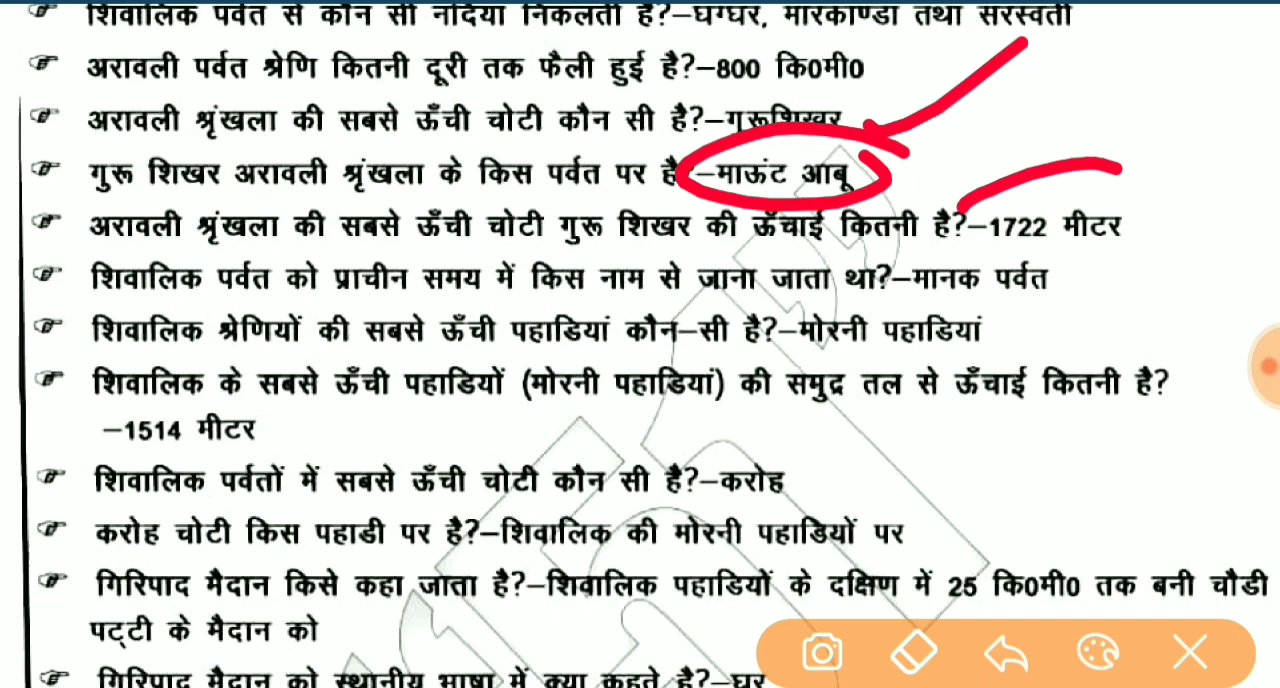 शिवालिक पर्वत से कौन सी नदिया निकलती है?–घग्घर, मारकाण्डा तथा सरस्वती
अरावली पर्वत श्रेणि कितनी दूरी तक फैली हुई है?–800 कि0मी0
अरावली श्रृंखला की सबसे ऊँची चोटी कौन सी है?–गुरूशिखर
गुरू शिखर अरावली श्रृंखला के किस पर्वत पर है–माऊंट आबू
अरावली श्रृंखला की सबसे ऊँची चोटी गुरू शिखर की ऊँचाई कितनी है?–1722 मीटर
शिवालिक पर्वत को प्राचीन समय में किस नाम से जाना जाता था?–मानक पर्वत
शिवालिक श्रेणियों की सबसे ऊँची पहाडियां कौन–सी है?–मोरनी पहाडियां
शिवालिक के सबसे ऊँची पहाडियों (मोरनी पहाडियां) की समुद्र तल से ऊँचाई कितनी है?
–1514 मीटर
शिवालिक पर्वतों में सबसे ऊँची चोटी कौन सी है?–करोह
करोह चोटी किस पहाडी पर है?–शिवालिक की मोरनी पहाडियों पर
गिरिपाद मैदान किसे कहा जाता है?–शिवालिक पहाडियों के दक्षिण में 25 कि0मी0 तक बनी चौडी
पट्टी के मैदान को
गिरिपाद मैदान को स्थानीय भाषा में क्या कहते है?–घर